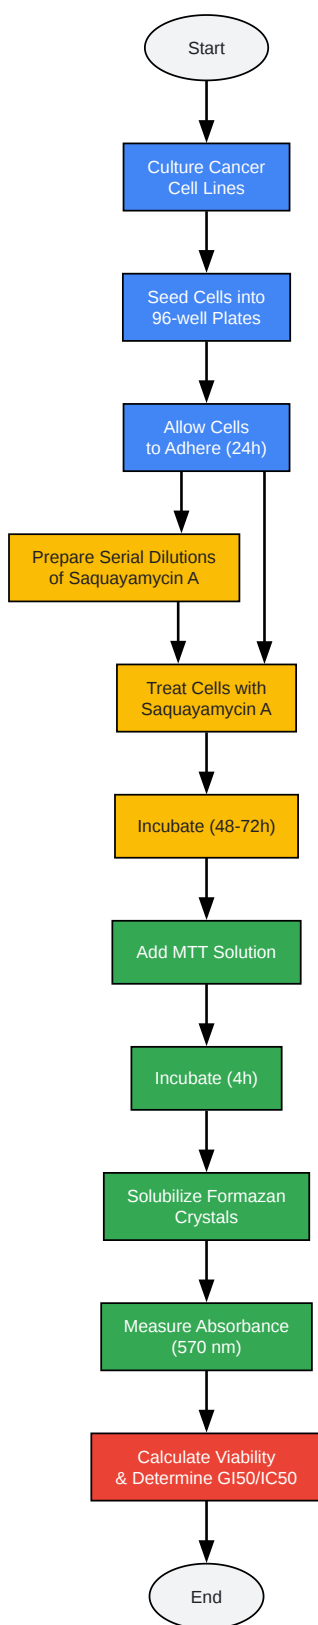 Start
Culture Cancer
Cell Lines
Seed Cells into
96-well Plates
Allow Cells
to Adhere (24h)
Prepare Serial Dilutions
of Saquayamycin A
Treat Cells with
Saquayamycin A
Incubate (48-72h)
Add MTT Solution
Incubate (4h)
Solubilize Formazan
Crystals
Measure Absorbance
(570 nm)
Calculate Viability
& Determine GI50/IC50
End